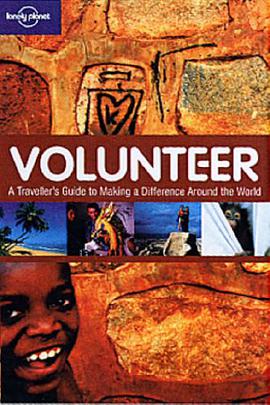 lonely planet
VOLUNTEER
A Traveller's Guide to Making a Difference Around the World